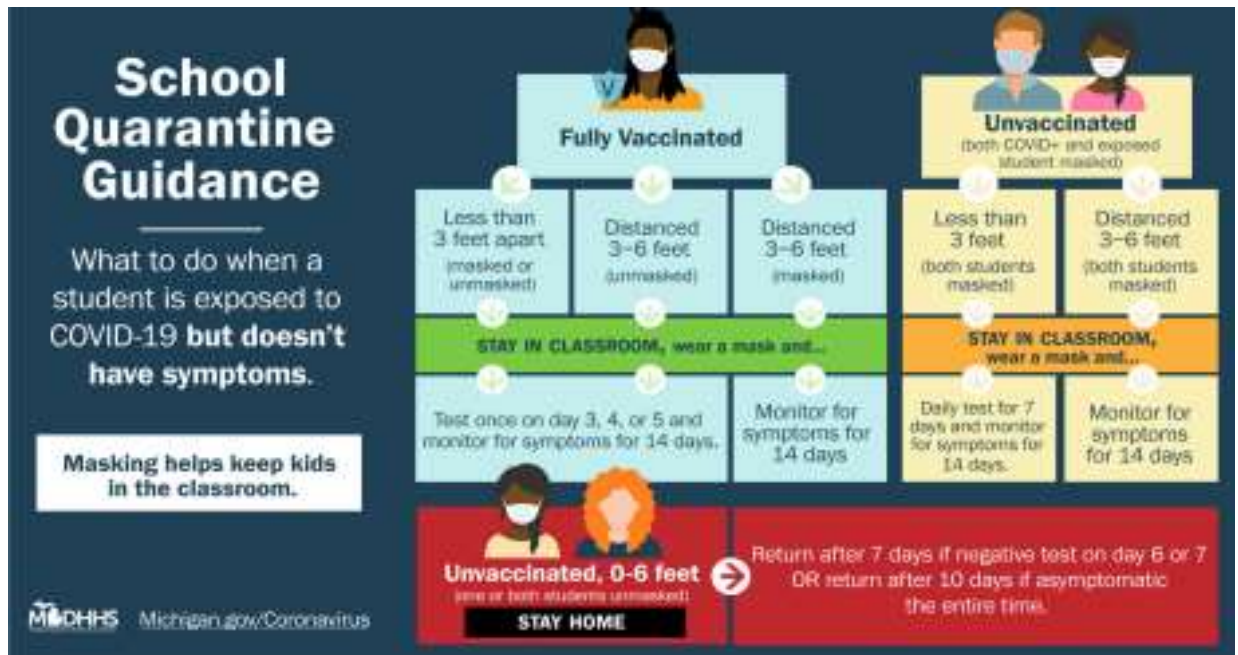 School
Quarantine
Guidance
What to do when a
student is exposed to
COVID-19 but doesn't
have symptoms.
Masking helps keep kids
in the classroom.
MDHHS Michigan.gov/Coronavirus
Fully Vaccinated
Less than
3 feet apart
(masked or
unmasked)
Distanced
3–6 feet
(unmasked)
Distanced
3–6 feet
(masked)
STAY IN CLASSROOM, wear a mask and...
Test once on day 3, 4, or 5 and
monitor for symptoms for 14 days.
Monitor for
symptoms for
14 days
Unvaccinated
(both COVID+ and exposed
student masked)
Less than
3 feet
(both students
masked)
Distanced
3–6 feet
(both students
masked)
STAY IN CLASSROOM,
wear a mask and...
Daily test for 7
days and monitor
for symptoms for
14 days.
Monitor for
symptoms
for 14 days
Unvaccinated, 0-6 feet
(one or both students unmasked)
STAY HOME
Return after 7 days if negative test on day 6 or 7
OR return after 10 days if asymptomatic
the entire time.